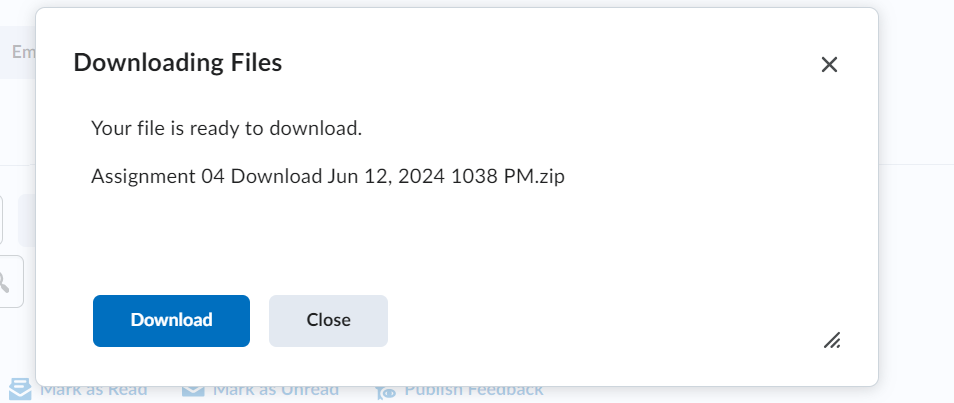 Em
Downloading Files
Your file is ready to download.
Assignment 04 Download Jun 12, 2024 1038 PM.zip
Download
Close
Mark as Read
Mark as Unread
Publish Feedback